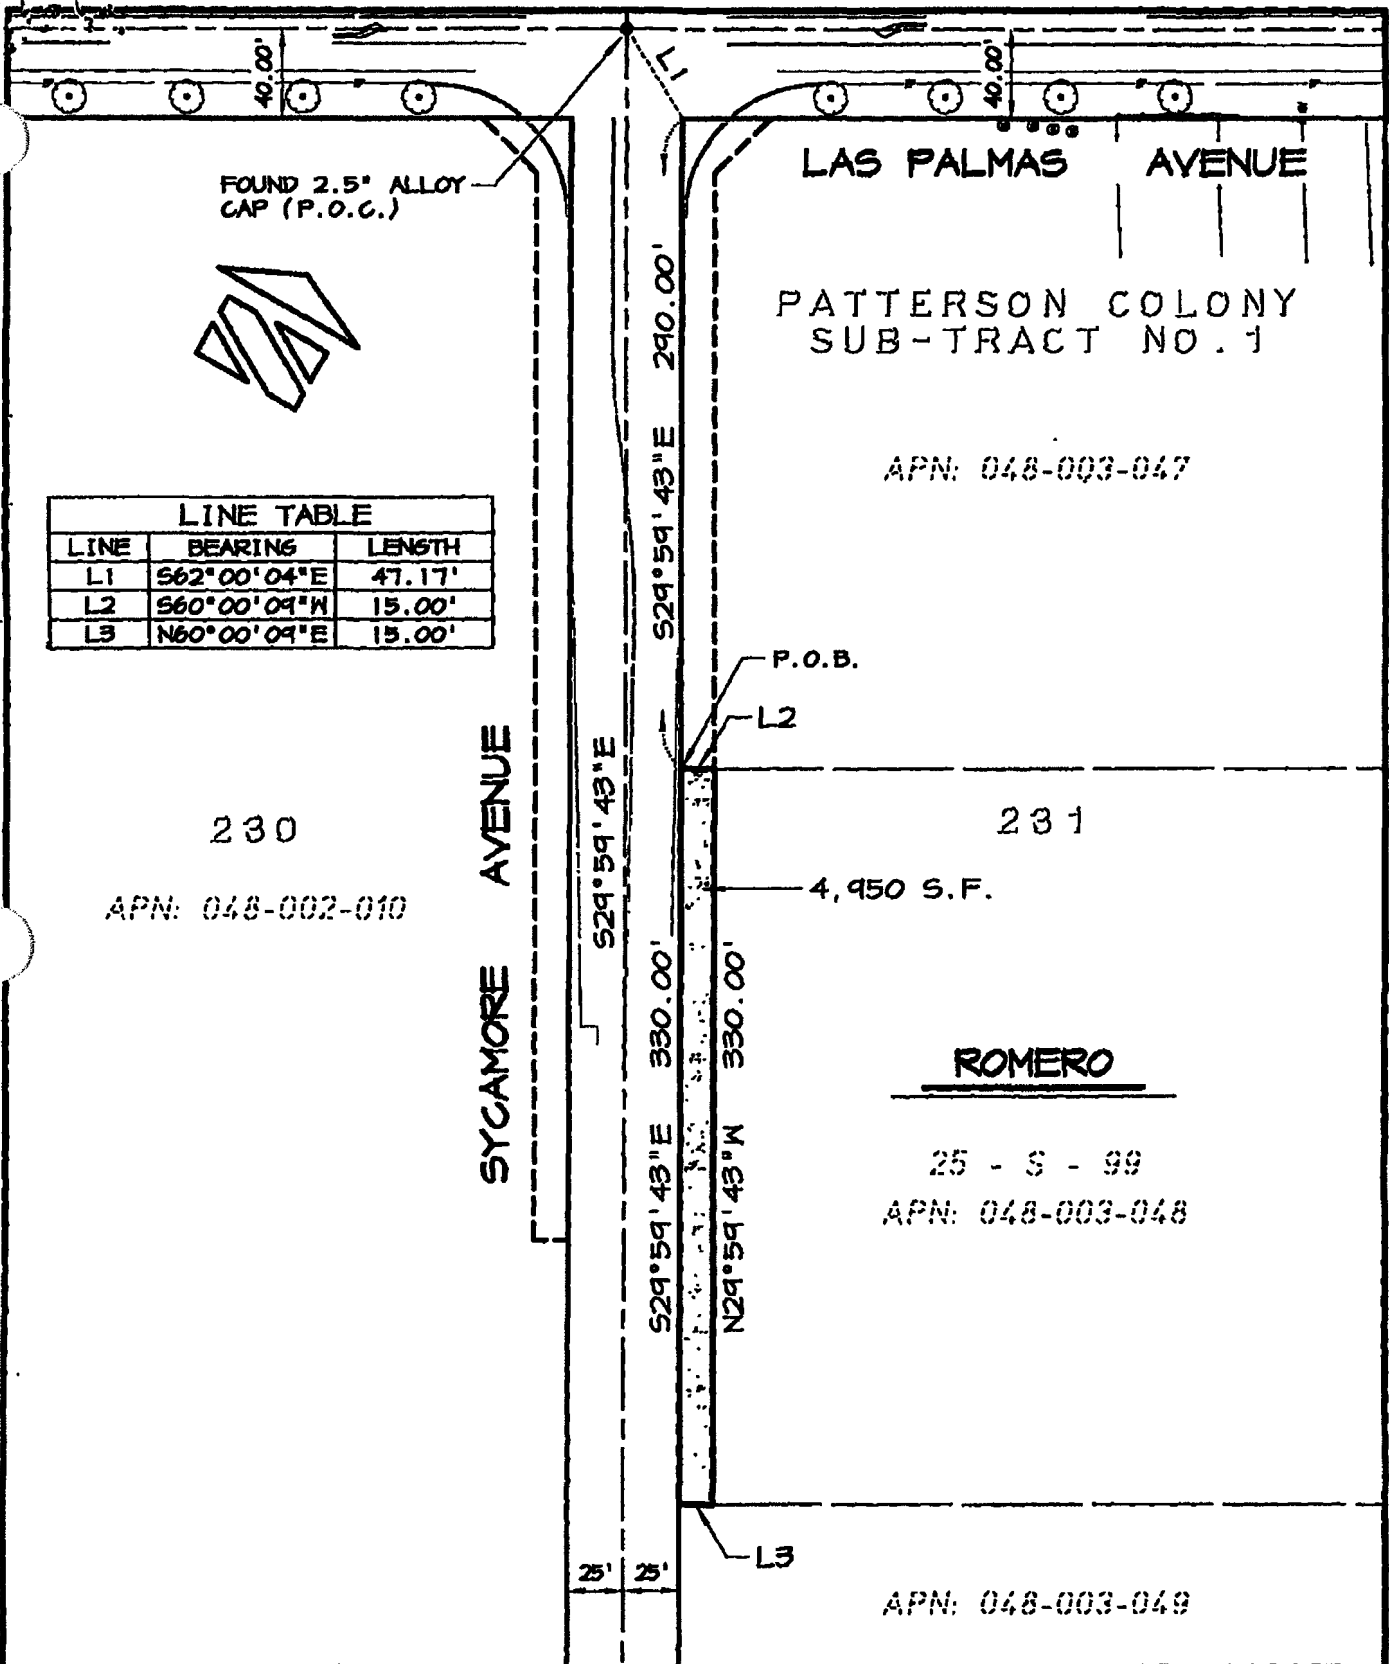 40.00'
L1
40.00'
LAS PALMAS AVENUE
FOUND 2.5" ALLOY
CAP (P.O.C.)
S29°59'43"E 290.00'
PATTERSON COLONY
SUB-TRACT NO.1
APN: 048-003-047
LINE TABLE
LINE BEARING LENGTH
L1 S62°00'04"E 47.17'
L2 S60°00'09"W 15.00'
L3 N60°00'09"E 15.00'
P.O.B.
L2
SYCAMORE AVENUE
S29°59'43"E
230
APN: 048-002-010
231
4,950 S.F.
S29°59'43"E 330.00'
N29°59'43"W 330.00'
ROMERO
25 - S - 99
APN: 048-003-048
L3
25' 25'
APN: 048-003-049